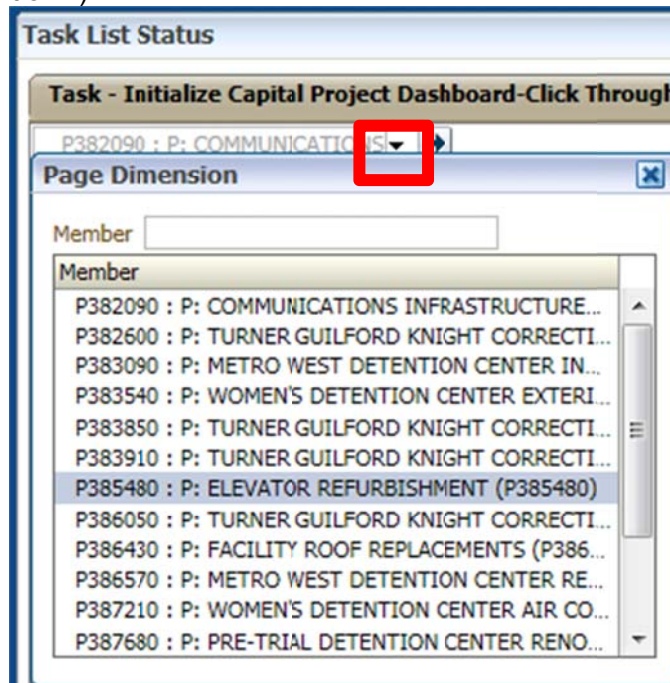 Task List Status
Task - Initialize Capital Project Dashboard-Click Through
P382090 : P: COMMUNICATIONS
Page Dimension
Member
Member
P382090 : P: COMMUNICATIONS INFRASTRUCTURE...
P382600 : P: TURNER GUILFORD KNIGHT CORRECTI...
P383090 : P: METRO WEST DETENTION CENTER IN...
P383540 : P: WOMEN'S DETENTION CENTER EXTERI...
P383850 : P: TURNER GUILFORD KNIGHT CORRECTI...
P383910 : P: TURNER GUILFORD KNIGHT CORRECTI...
P385480 : P: ELEVATOR REFURBISHMENT (P385480)
P386050 : P: TURNER GUILFORD KNIGHT CORRECTI...
P386430 : P: FACILITY ROOF REPLACEMENTS (P386...
P386570 : P: METRO WEST DETENTION CENTER RE...
P387210 : P: WOMEN'S DETENTION CENTER AIR CO...
P387680 : P: PRE-TRIAL DETENTION CENTER RENO...